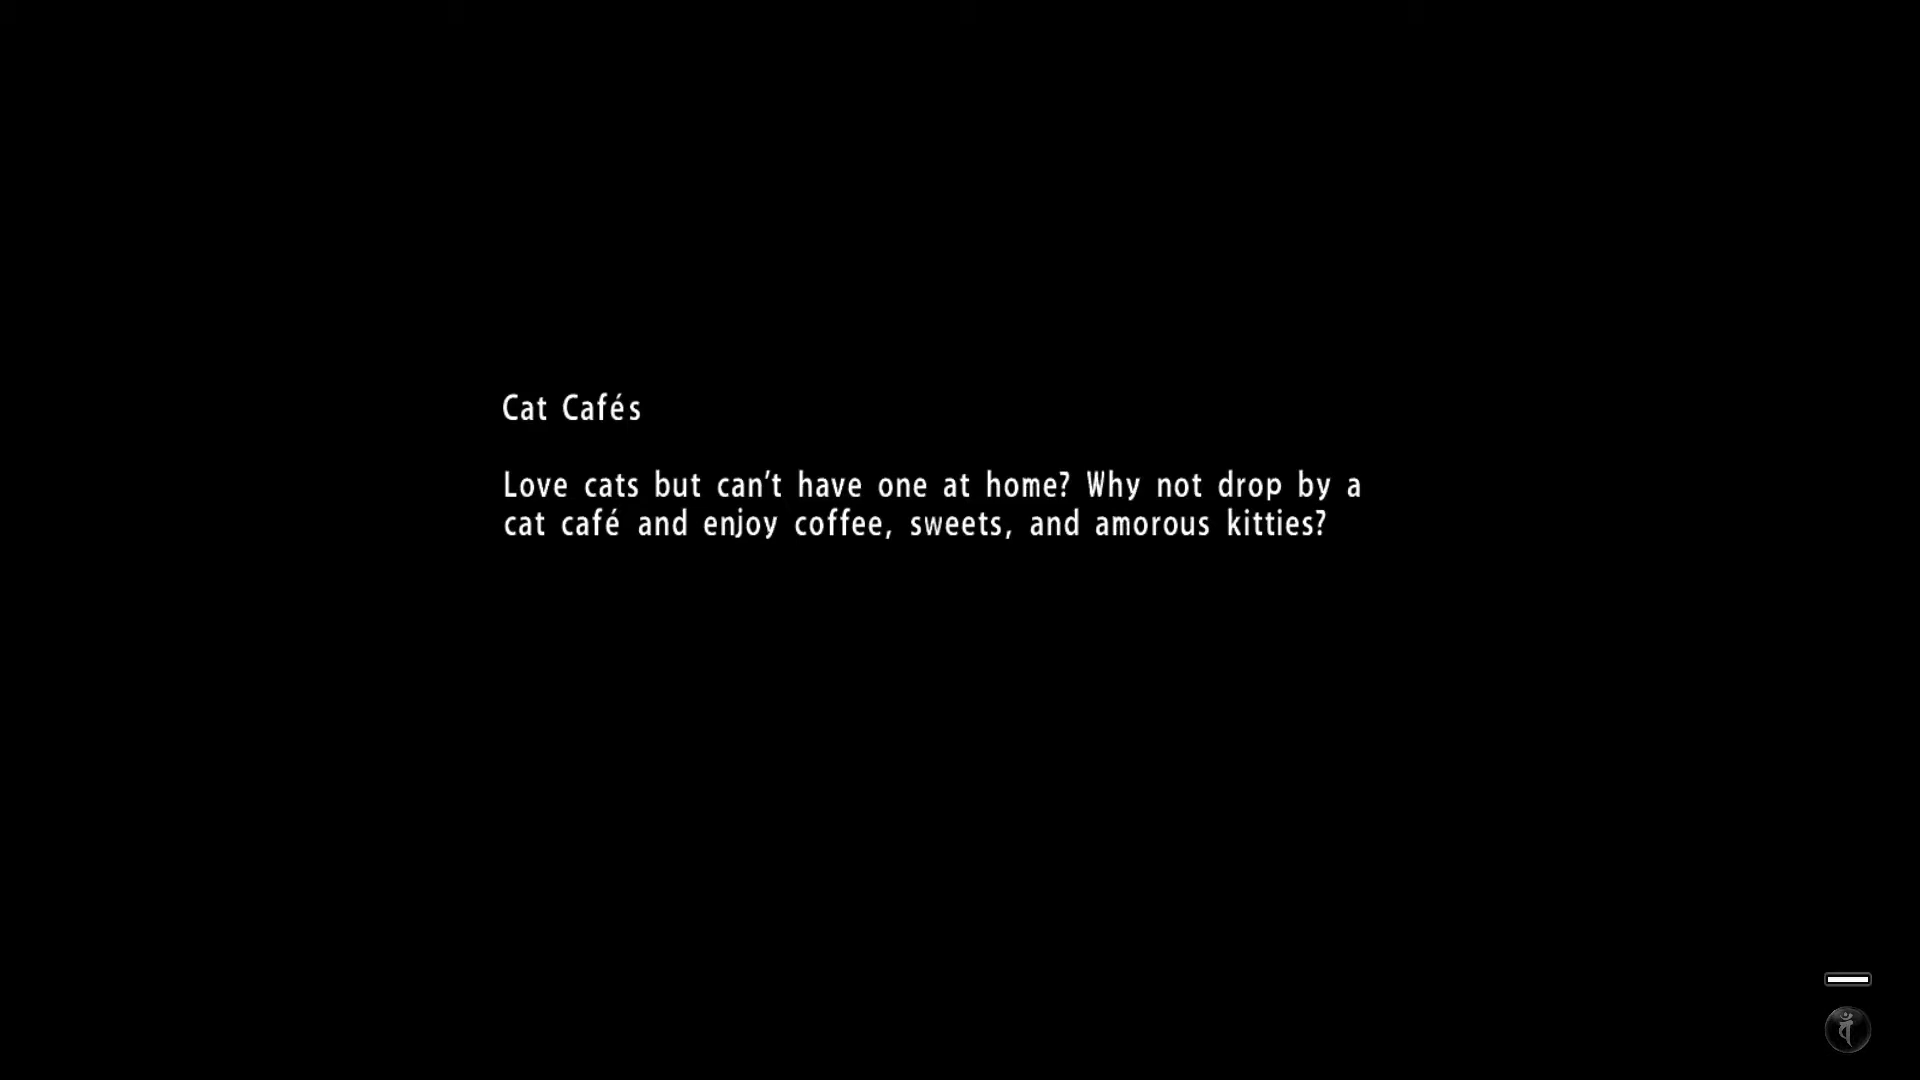 Cat Cafés
Love cats but can't have one at home? Why not drop by a
cat café and enjoy coffee, sweets, and amorous kitties?